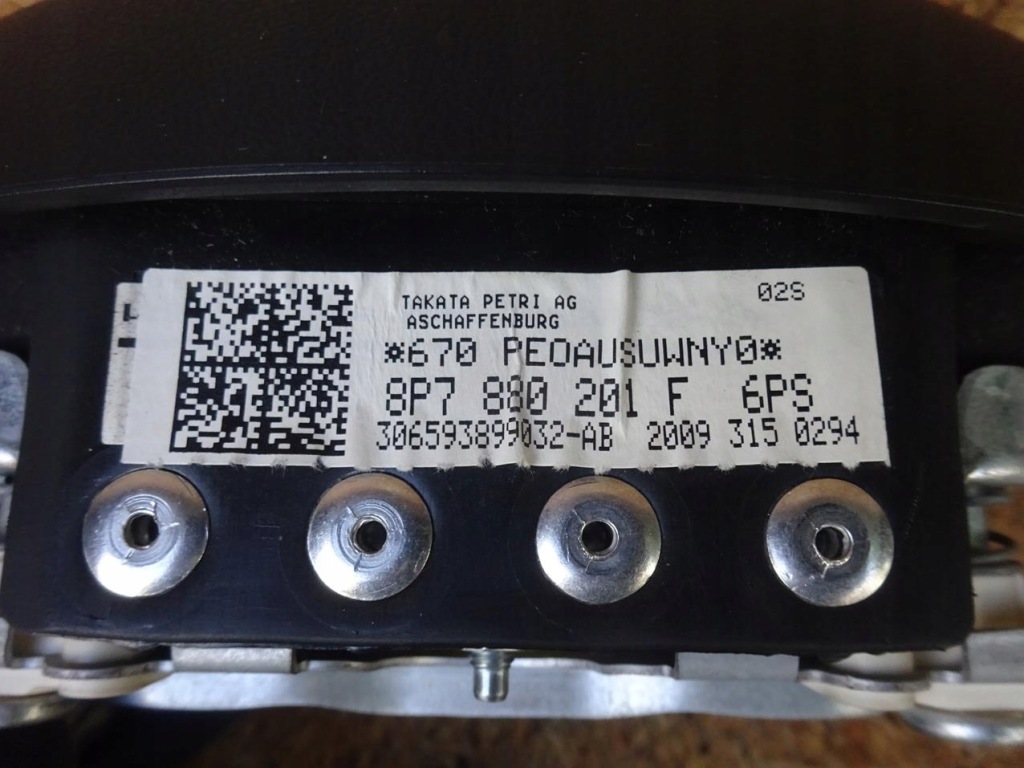 02S
TAKATA PETRI AG
ASCHAFFENBURG
*670 PEOAUSUWNY0*
8P7 880 201 F 6PS
306593899032-AB 2009 315 0294